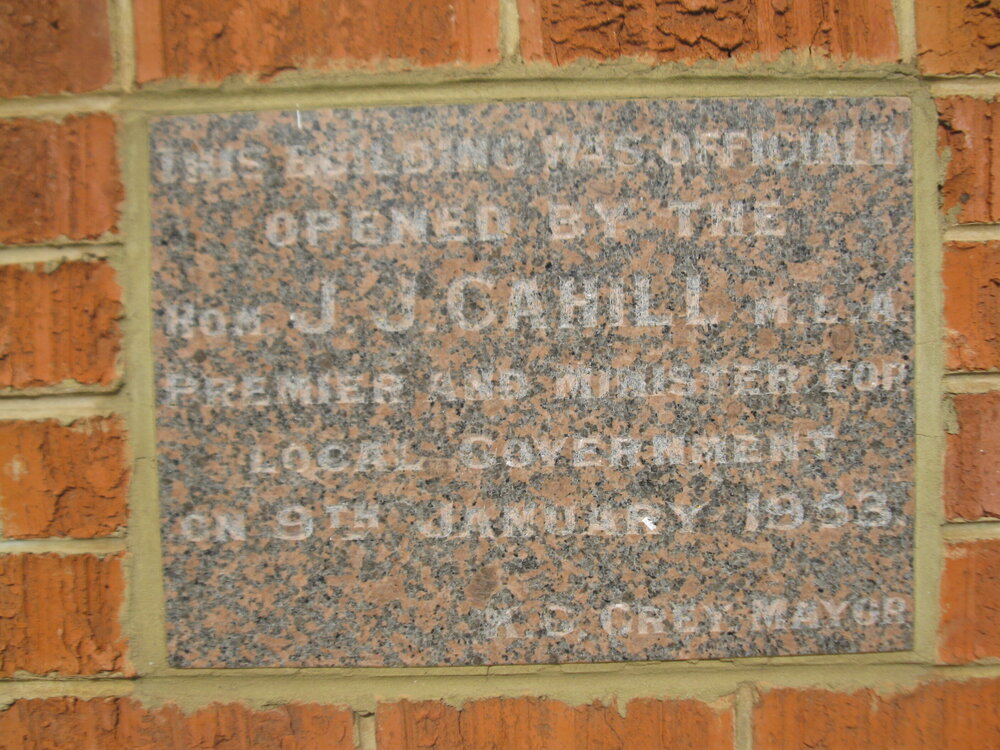 THIS BUILDING WAS OFFICIALLY
OPENED BY THE
HON. J. J. CAHILL M.L.A.
PREMIER AND MINISTER FOR
LOCAL GOVERNMENT
ON 9TH JANUARY 1953.
GREY MAYOR